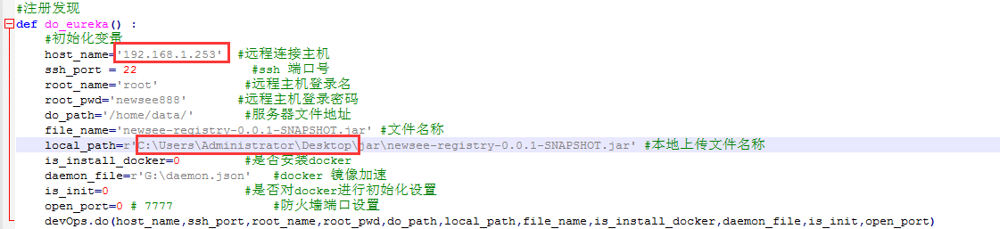 #注册发现
def do_eureka() :
    #初始化变量
    host_name='192.168.1.253'  #远程连接主机
    ssh_port = 22                #ssh 端口号
    root_name='root'            #远程主机登录名
    root_pwd='newsee888'       #远程主机登录密码
    do_path='/home/data/'       #服务器文件地址
    file_name='newsee-registry-0.0.1-SNAPSHOT.jar' #文件名称
    local_path=r'C:\Users\Administrator\Desktop\jar\newsee-registry-0.0.1-SNAPSHOT.jar' #本地上传文件名称
    is_install_docker=0         #是否安装docker
    daemon_file=r'G:\daemon.json'   #docker 镜像加速
    is_init=0                   #是否对docker进行初始化设置
    open_port=0 # 7777              #防火墙端口设置
    devOps.do(host_name,ssh_port,root_name,root_pwd,do_path,local_path,file_name,is_install_docker,daemon_file,is_init,open_port)